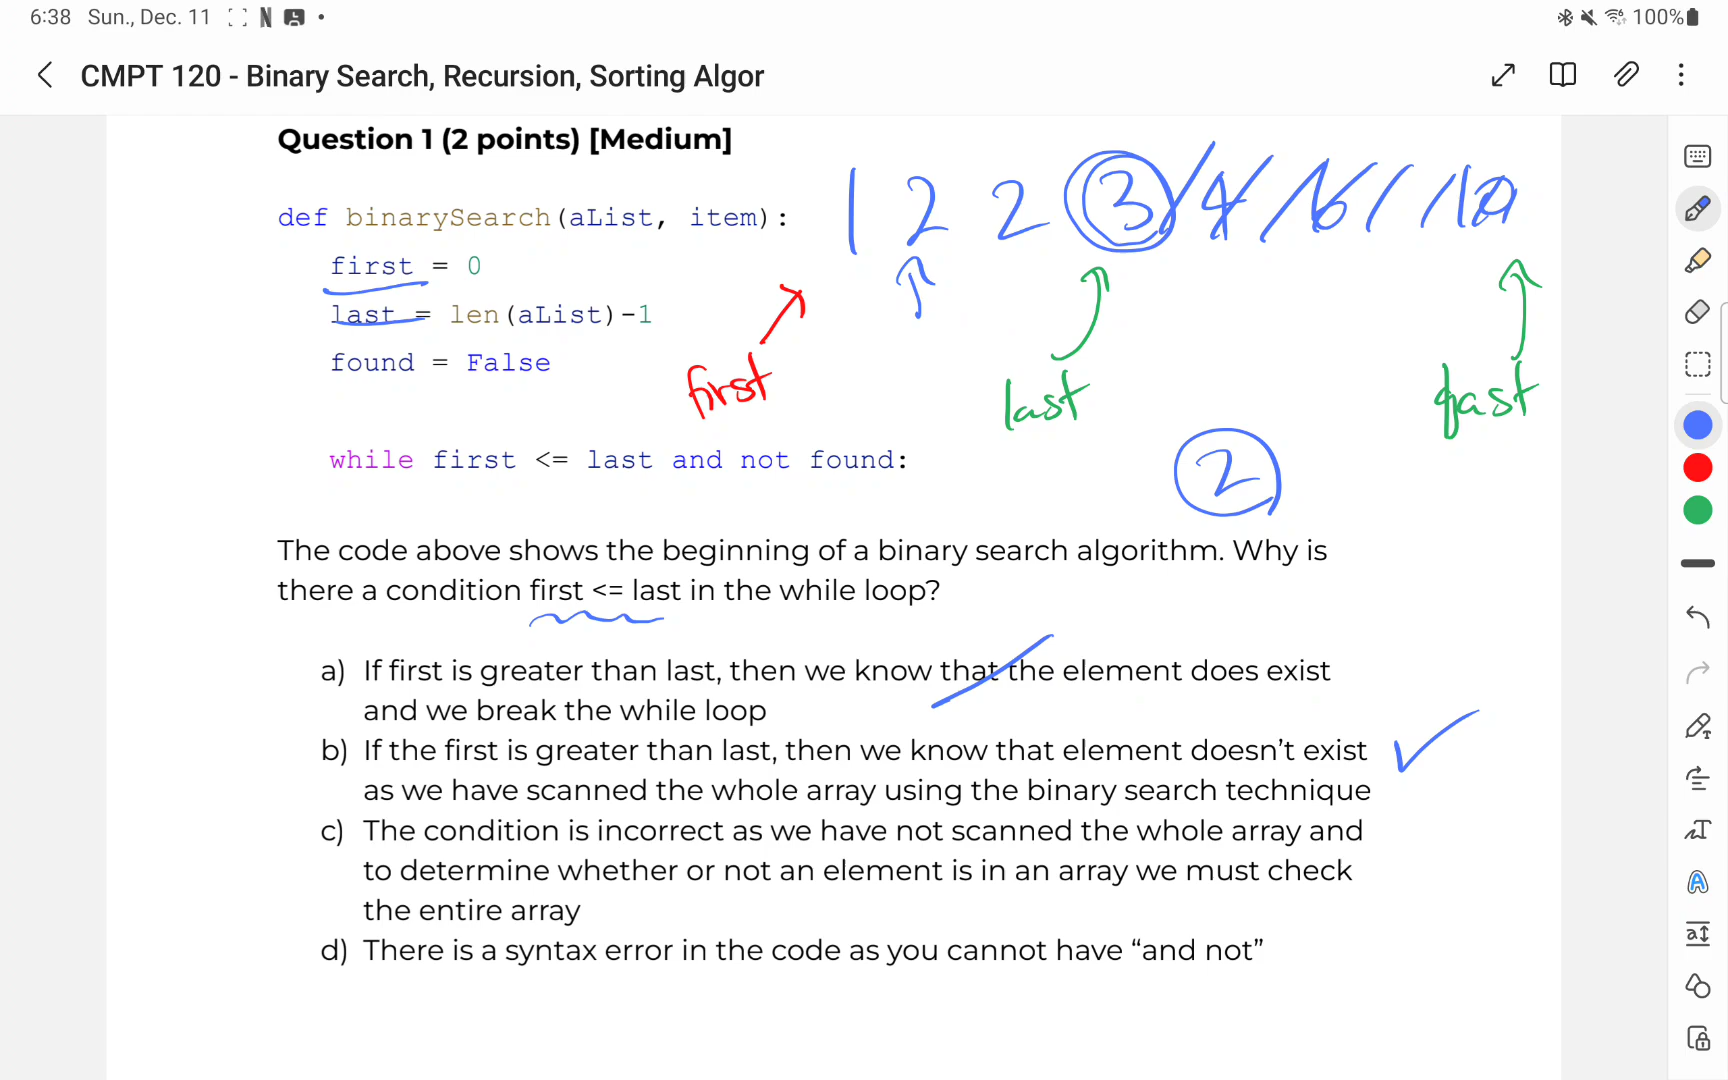 6:38 Sun., Dec. 11 100%
CMPT 120 - Binary Search, Recursion, Sorting Algor
Question 1 (2 points) [Medium]
1 2 2 3 4 6 10
def binarySearch(aList, item):
first = 0
last = len(aList)-1
found = False
first
last
last
while first <= last and not found:
2
The code above shows the beginning of a binary search algorithm. Why is
there a condition first <= last in the while loop?
a) If first is greater than last, then we know that the element does exist
and we break the while loop
b) If the first is greater than last, then we know that element doesn’t exist
as we have scanned the whole array using the binary search technique
c) The condition is incorrect as we have not scanned the whole array and
to determine whether or not an element is in an array we must check
the entire array
d) There is a syntax error in the code as you cannot have “and not”